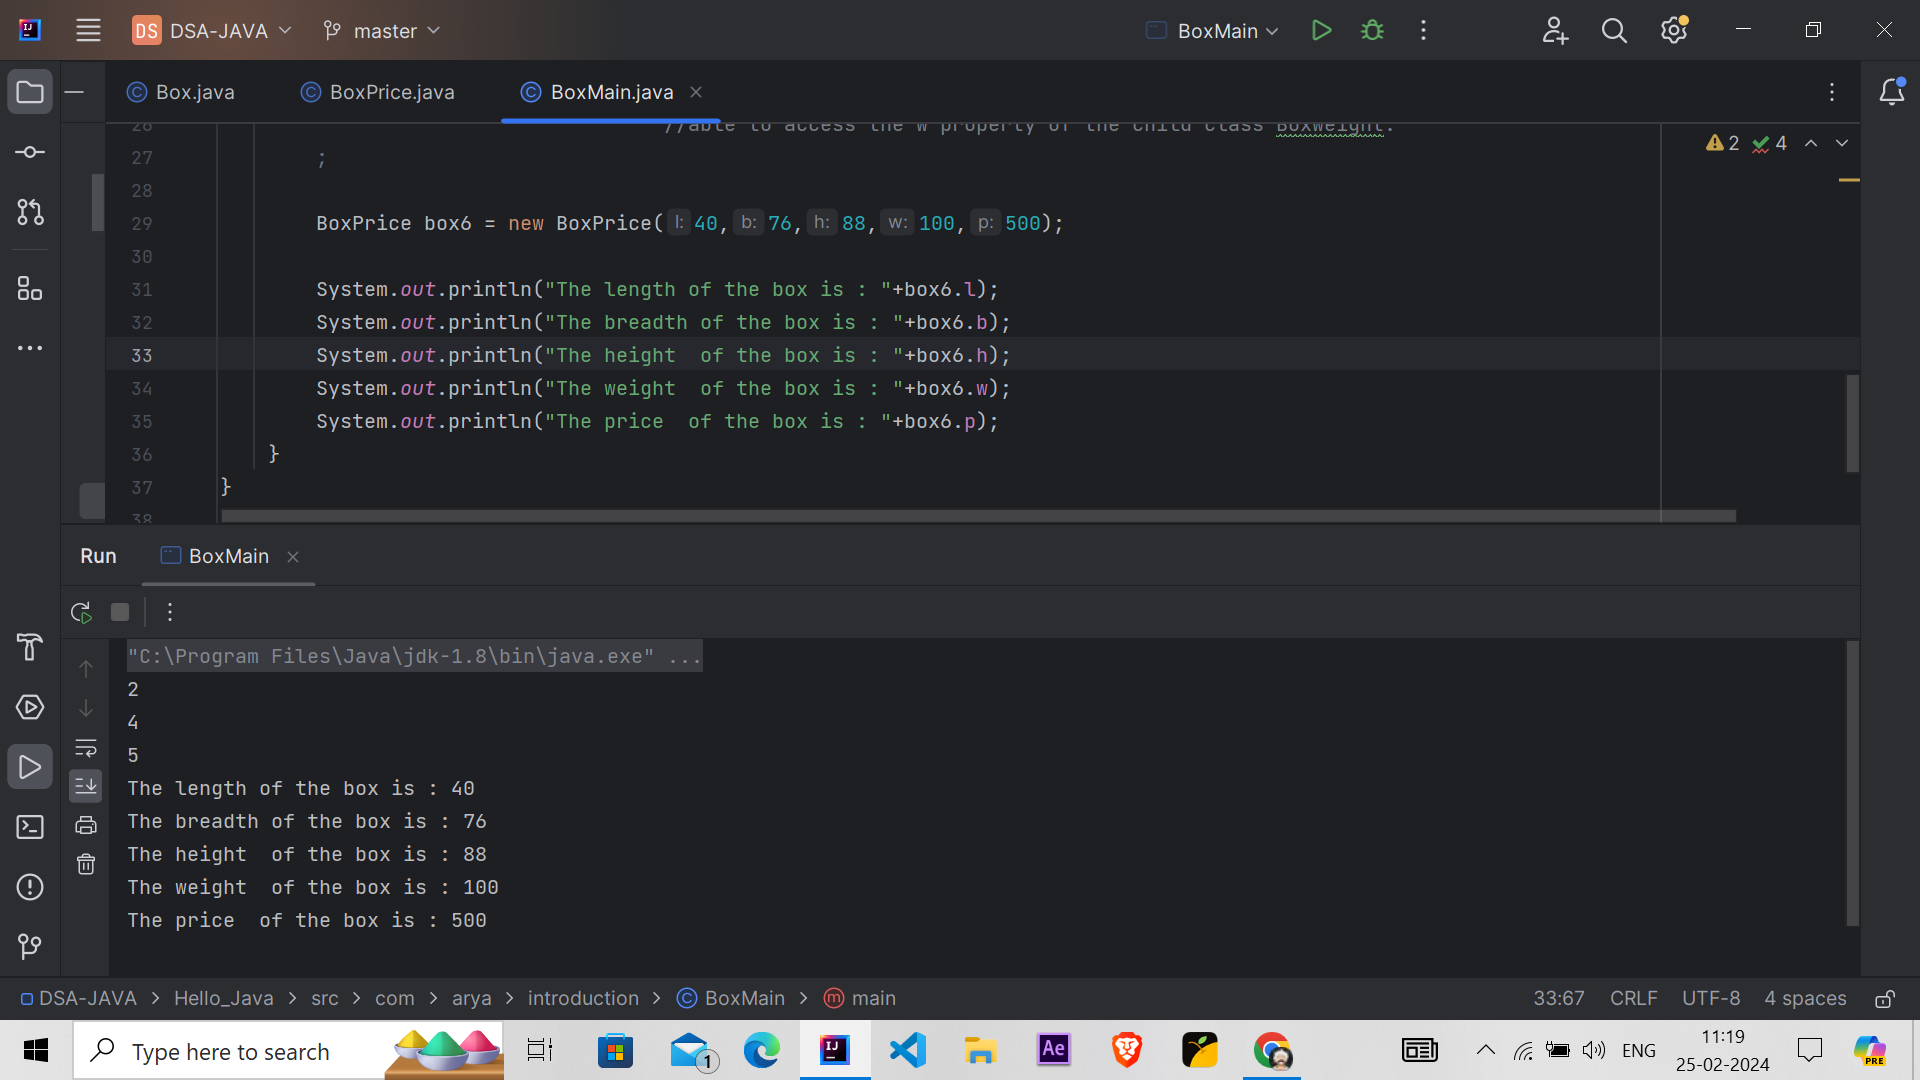 DS DSA-JAVA master BoxMain
Box.java BoxPrice.java BoxMain.java
26 //able to access the w property of the child class BoxWeight.
27 ; 2 4
28
29 BoxPrice box6 = new BoxPrice( l: 40, b: 76, h: 88, w: 100, p: 500);
30
31 System.out.println("The length of the box is : "+box6.l);
32 System.out.println("The breadth of the box is : "+box6.b);
33 System.out.println("The height  of the box is : "+box6.h);
34 System.out.println("The weight  of the box is : "+box6.w);
35 System.out.println("The price  of the box is : "+box6.p);
36 }
37 }
38
Run BoxMain
"C:\Program Files\Java\jdk-1.8\bin\java.exe" ...
2
4
5
The length of the box is : 40
The breadth of the box is : 76
The height  of the box is : 88
The weight  of the box is : 100
The price  of the box is : 500
DSA-JAVA > Hello_Java > src > com > arya > introduction > BoxMain > main 33:67 CRLF UTF-8 4 spaces
Type here to search 1 Ae ENG 11:19 PRE
25-02-2024